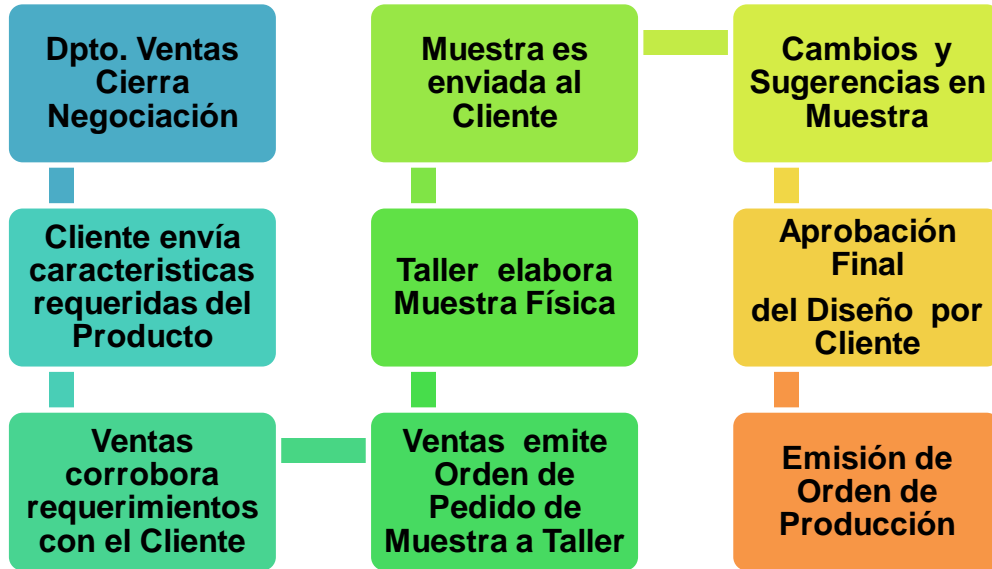 Dpto. Ventas
Cierra
Negociación
Cliente envía
caracteristicas
requeridas del
Producto
Ventas
corrobora
requerimientos
con el Cliente
Ventas emite
Orden de
Pedido de
Muestra a Taller
Taller elabora
Muestra Física
Muestra es
enviada al
Cliente
Cambios y
Sugerencias en
Muestra
Aprobación
Final
del Diseño por
Cliente
Emisión de
Orden de
Producción